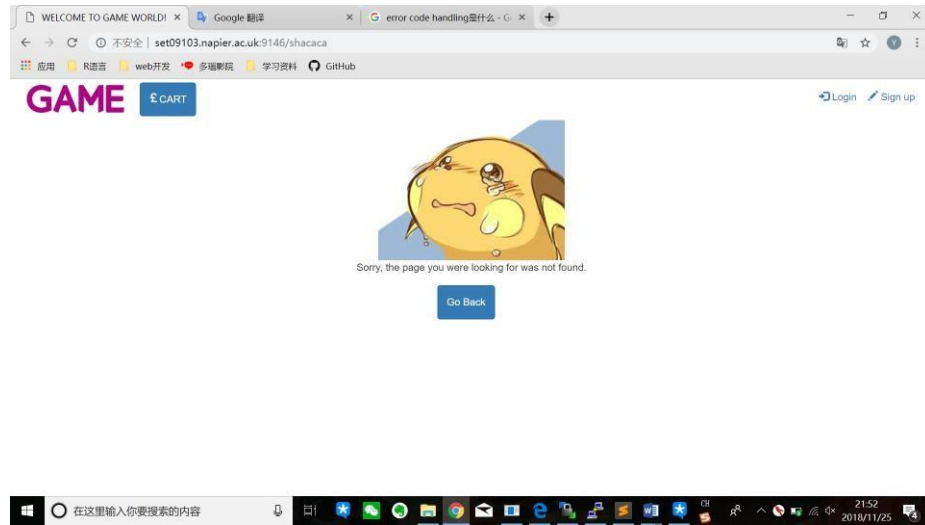 WELCOME TO GAME WORLD!
Google 翻译
error code handling是什么 - G
不安全 | set09103.napier.ac.uk:9146/shacaca
应用 R语言 web开发 多瑙影院 学习资料 GitHub
GAME £ CART Login Sign up
Sorry, the page you were looking for was not found.
Go Back
在这里输入你要搜索的内容
CH
21:52
2018/11/25
4